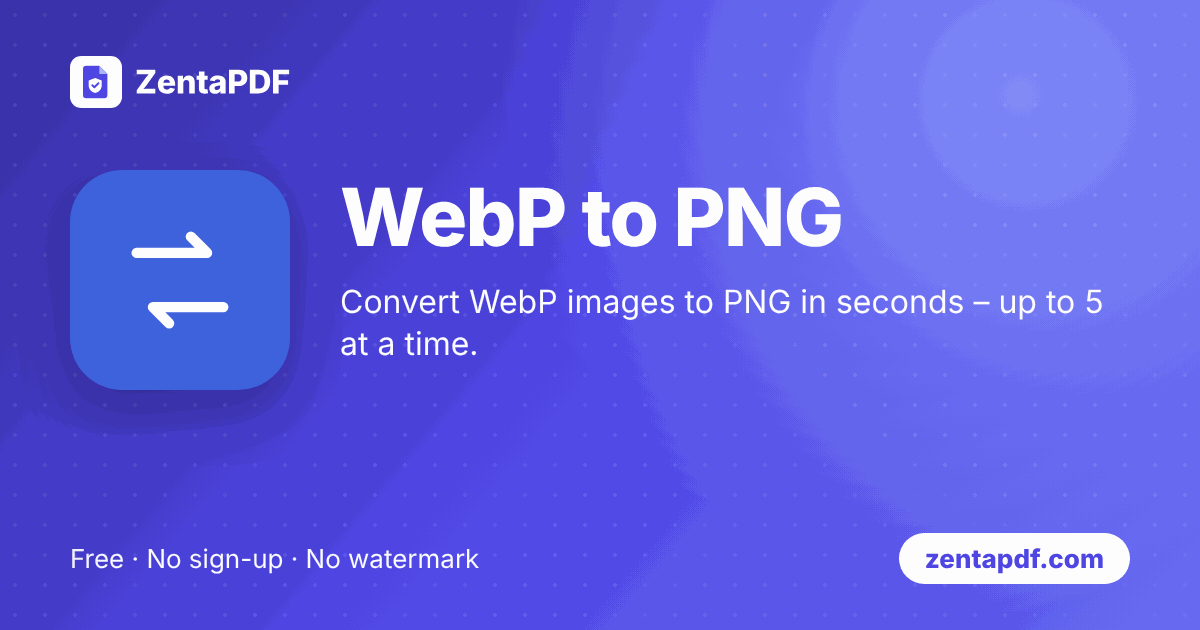 ZentaPDF
WebP to PNG
Convert WebP images to PNG in seconds – up to 5
at a time.
Free · No sign-up · No watermark
zentapdf.com